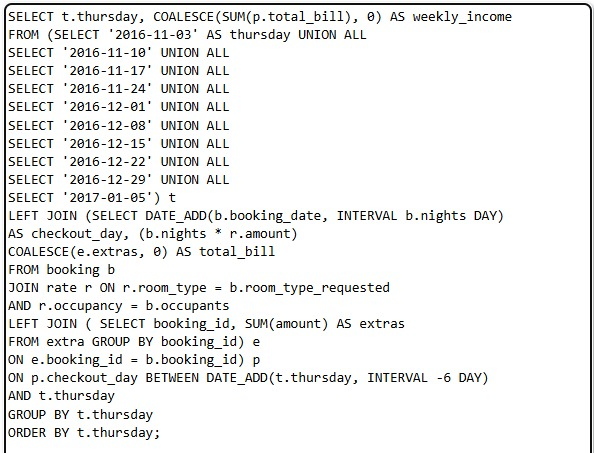 SELECT t.thursday, COALESCE(SUM(p.total_bill), 0) AS weekly_income
FROM (SELECT '2016-11-03' AS thursday UNION ALL
SELECT '2016-11-10' UNION ALL
SELECT '2016-11-17' UNION ALL
SELECT '2016-11-24' UNION ALL
SELECT '2016-12-01' UNION ALL
SELECT '2016-12-08' UNION ALL
SELECT '2016-12-15' UNION ALL
SELECT '2016-12-22' UNION ALL
SELECT '2016-12-29' UNION ALL
SELECT '2017-01-05') t
LEFT JOIN (SELECT DATE_ADD(b.booking_date, INTERVAL b.nights DAY)
AS checkout_day, (b.nights * r.amount)
COALESCE(e.extras, 0) AS total_bill
FROM booking b
JOIN rate r ON r.room_type = b.room_type_requested
AND r.occupancy = b.occupants
LEFT JOIN ( SELECT booking_id, SUM(amount) AS extras
FROM extra GROUP BY booking_id) e
ON e.booking_id = b.booking_id) p
ON p.checkout_day BETWEEN DATE_ADD(t.thursday, INTERVAL -6 DAY)
AND t.thursday
GROUP BY t.thursday
ORDER BY t.thursday;